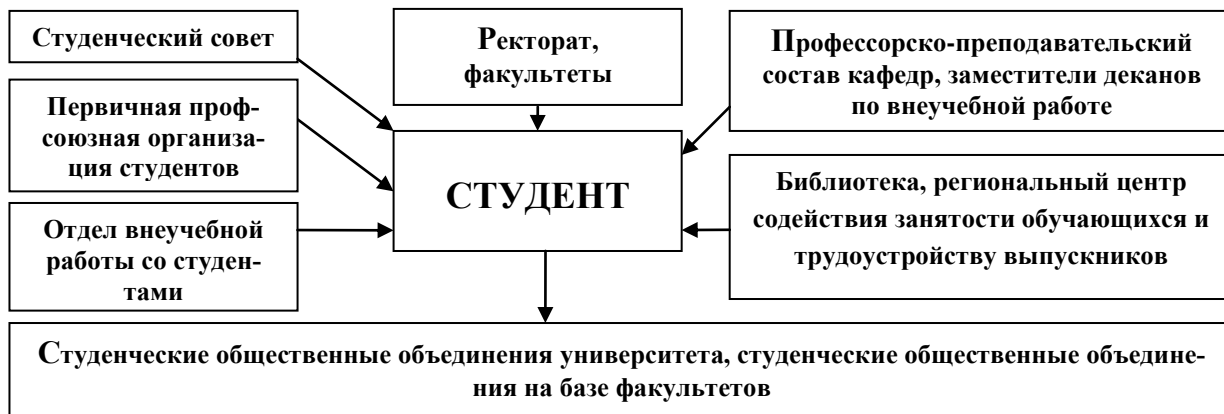 Студенческий совет
Ректорат,
факультеты
Профессорско-преподавательский
состав кафедр, заместители деканов
по внеучебной работе
Первичная проф-
союзная организа-
ция студентов
СТУДЕНТ
Библиотека, региональный центр
содействия занятости обучающихся и
трудоустройству выпускников
Отдел внеучебной
работы со студен-
тами
Студенческие общественные объединения университета, студенческие общественные объедине-
ния на базе факультетов